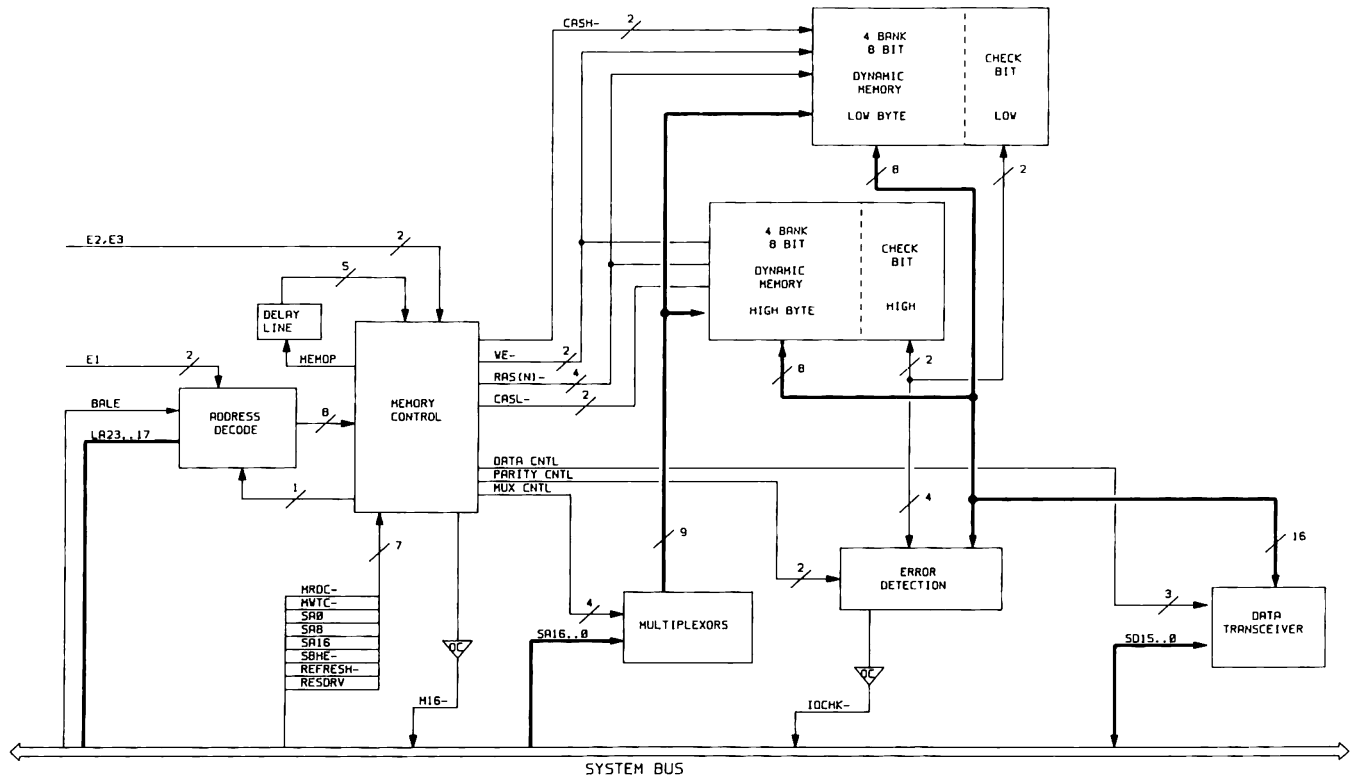 CASH-
2
4 BANK
8 BIT
DYNAMIC
MEMORY
LOW BYTE
CHECK
BIT
LOW
8
2
E2,E3
2
4 BANK
8 BIT
DYNAMIC
MEMORY
HIGH BYTE
CHECK
BIT
HIGH
5
DELAY
LINE
MEMOP
MEMORY
CONTROL
WE-
2
RAS(N)-
4
CASL-
2
8
2
E1
2
BALE
ADDRESS
DECODE
8
LA23..17
1
DATA CNTL
PARITY CNTL
MUX CNTL
4
9
7
16
MRDC-
MWTC-
SA0
SA8
SA16
SBHE-
REFRESH-
RESDRV
OC
M16-
4
SA16..0
MULTIPLEXORS
2
ERROR
DETECTION
OC
IOCHK-
3
SD15..0
DATA
TRANSCEIVER
SYSTEM BUS